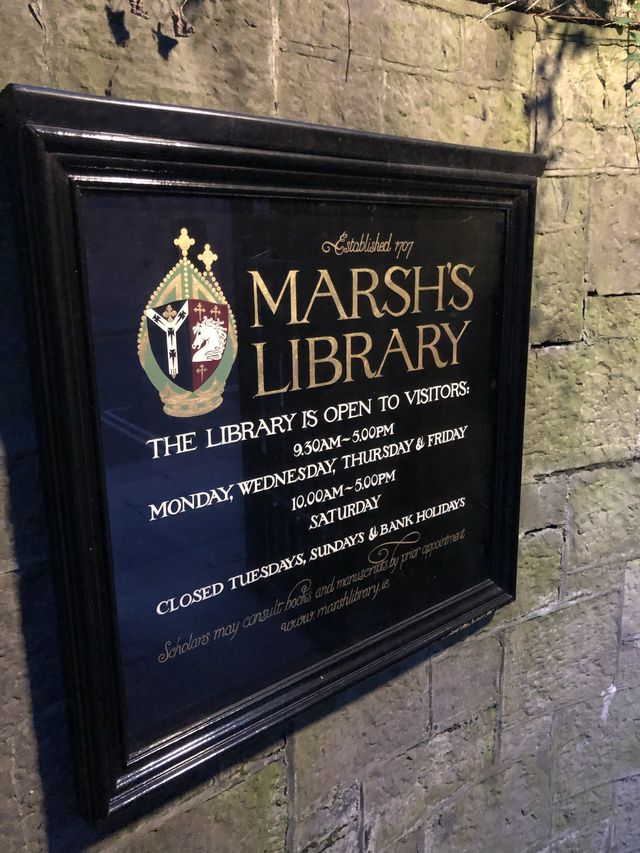 Established 1707
MARSH'S
LIBRARY
THE LIBRARY IS OPEN TO VISITORS:
9.30AM~5.00PM
MONDAY, WEDNESDAY, THURSDAY & FRIDAY
10.00AM~5.00PM
SATURDAY
CLOSED TUESDAYS, SUNDAYS & BANK HOLIDAYS
Scholars may consult books and manuscripts by prior appointment
www.marshlibrary.ie